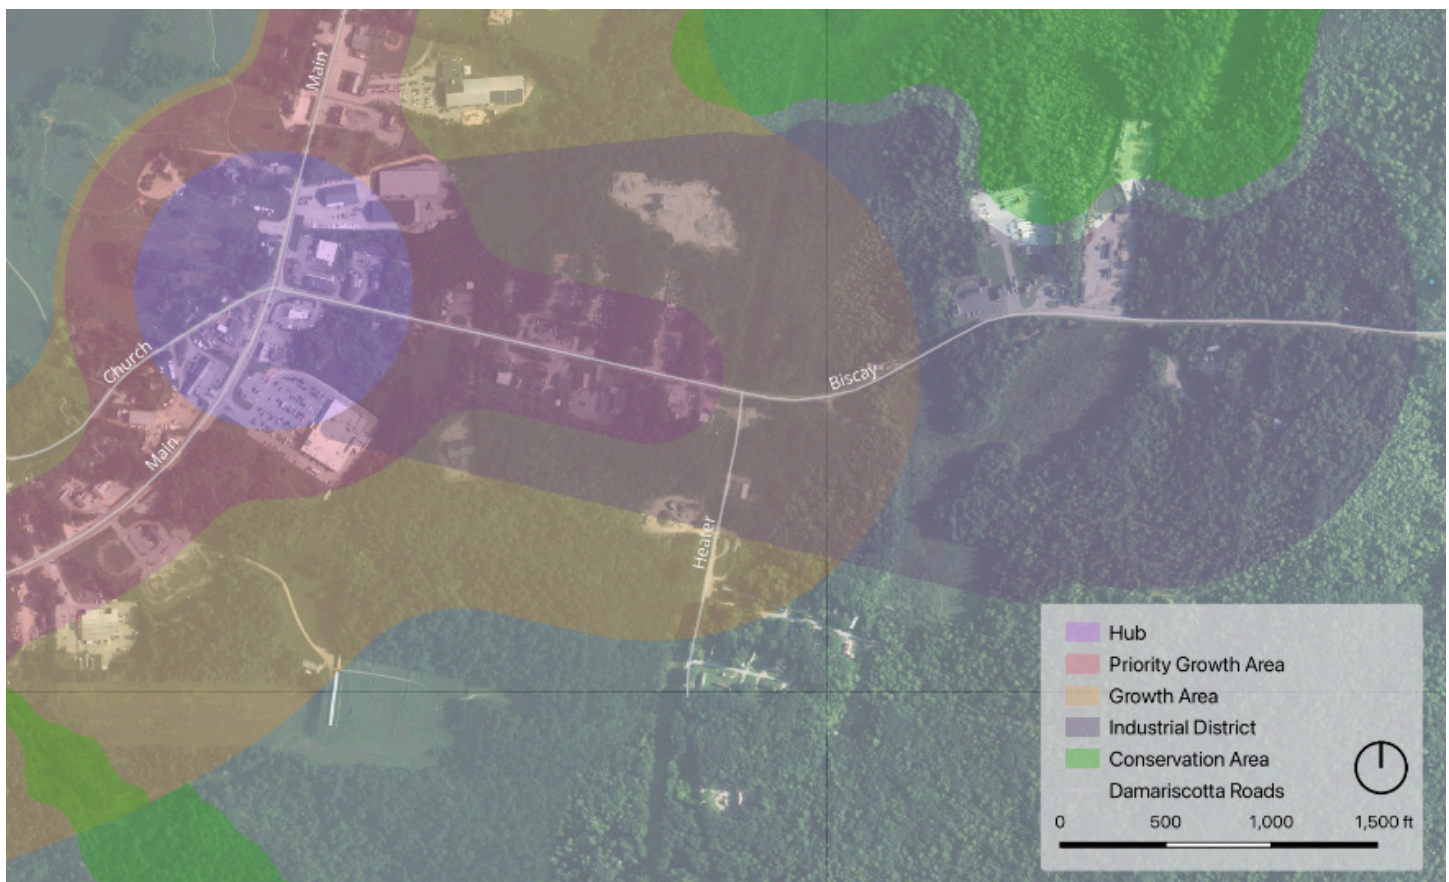 Main
Church
Main
Biscay
Heater
Hub
Priority Growth Area
Growth Area
Industrial District
Conservation Area
Damariscotta Roads
0 500 1,000 1,500 ft